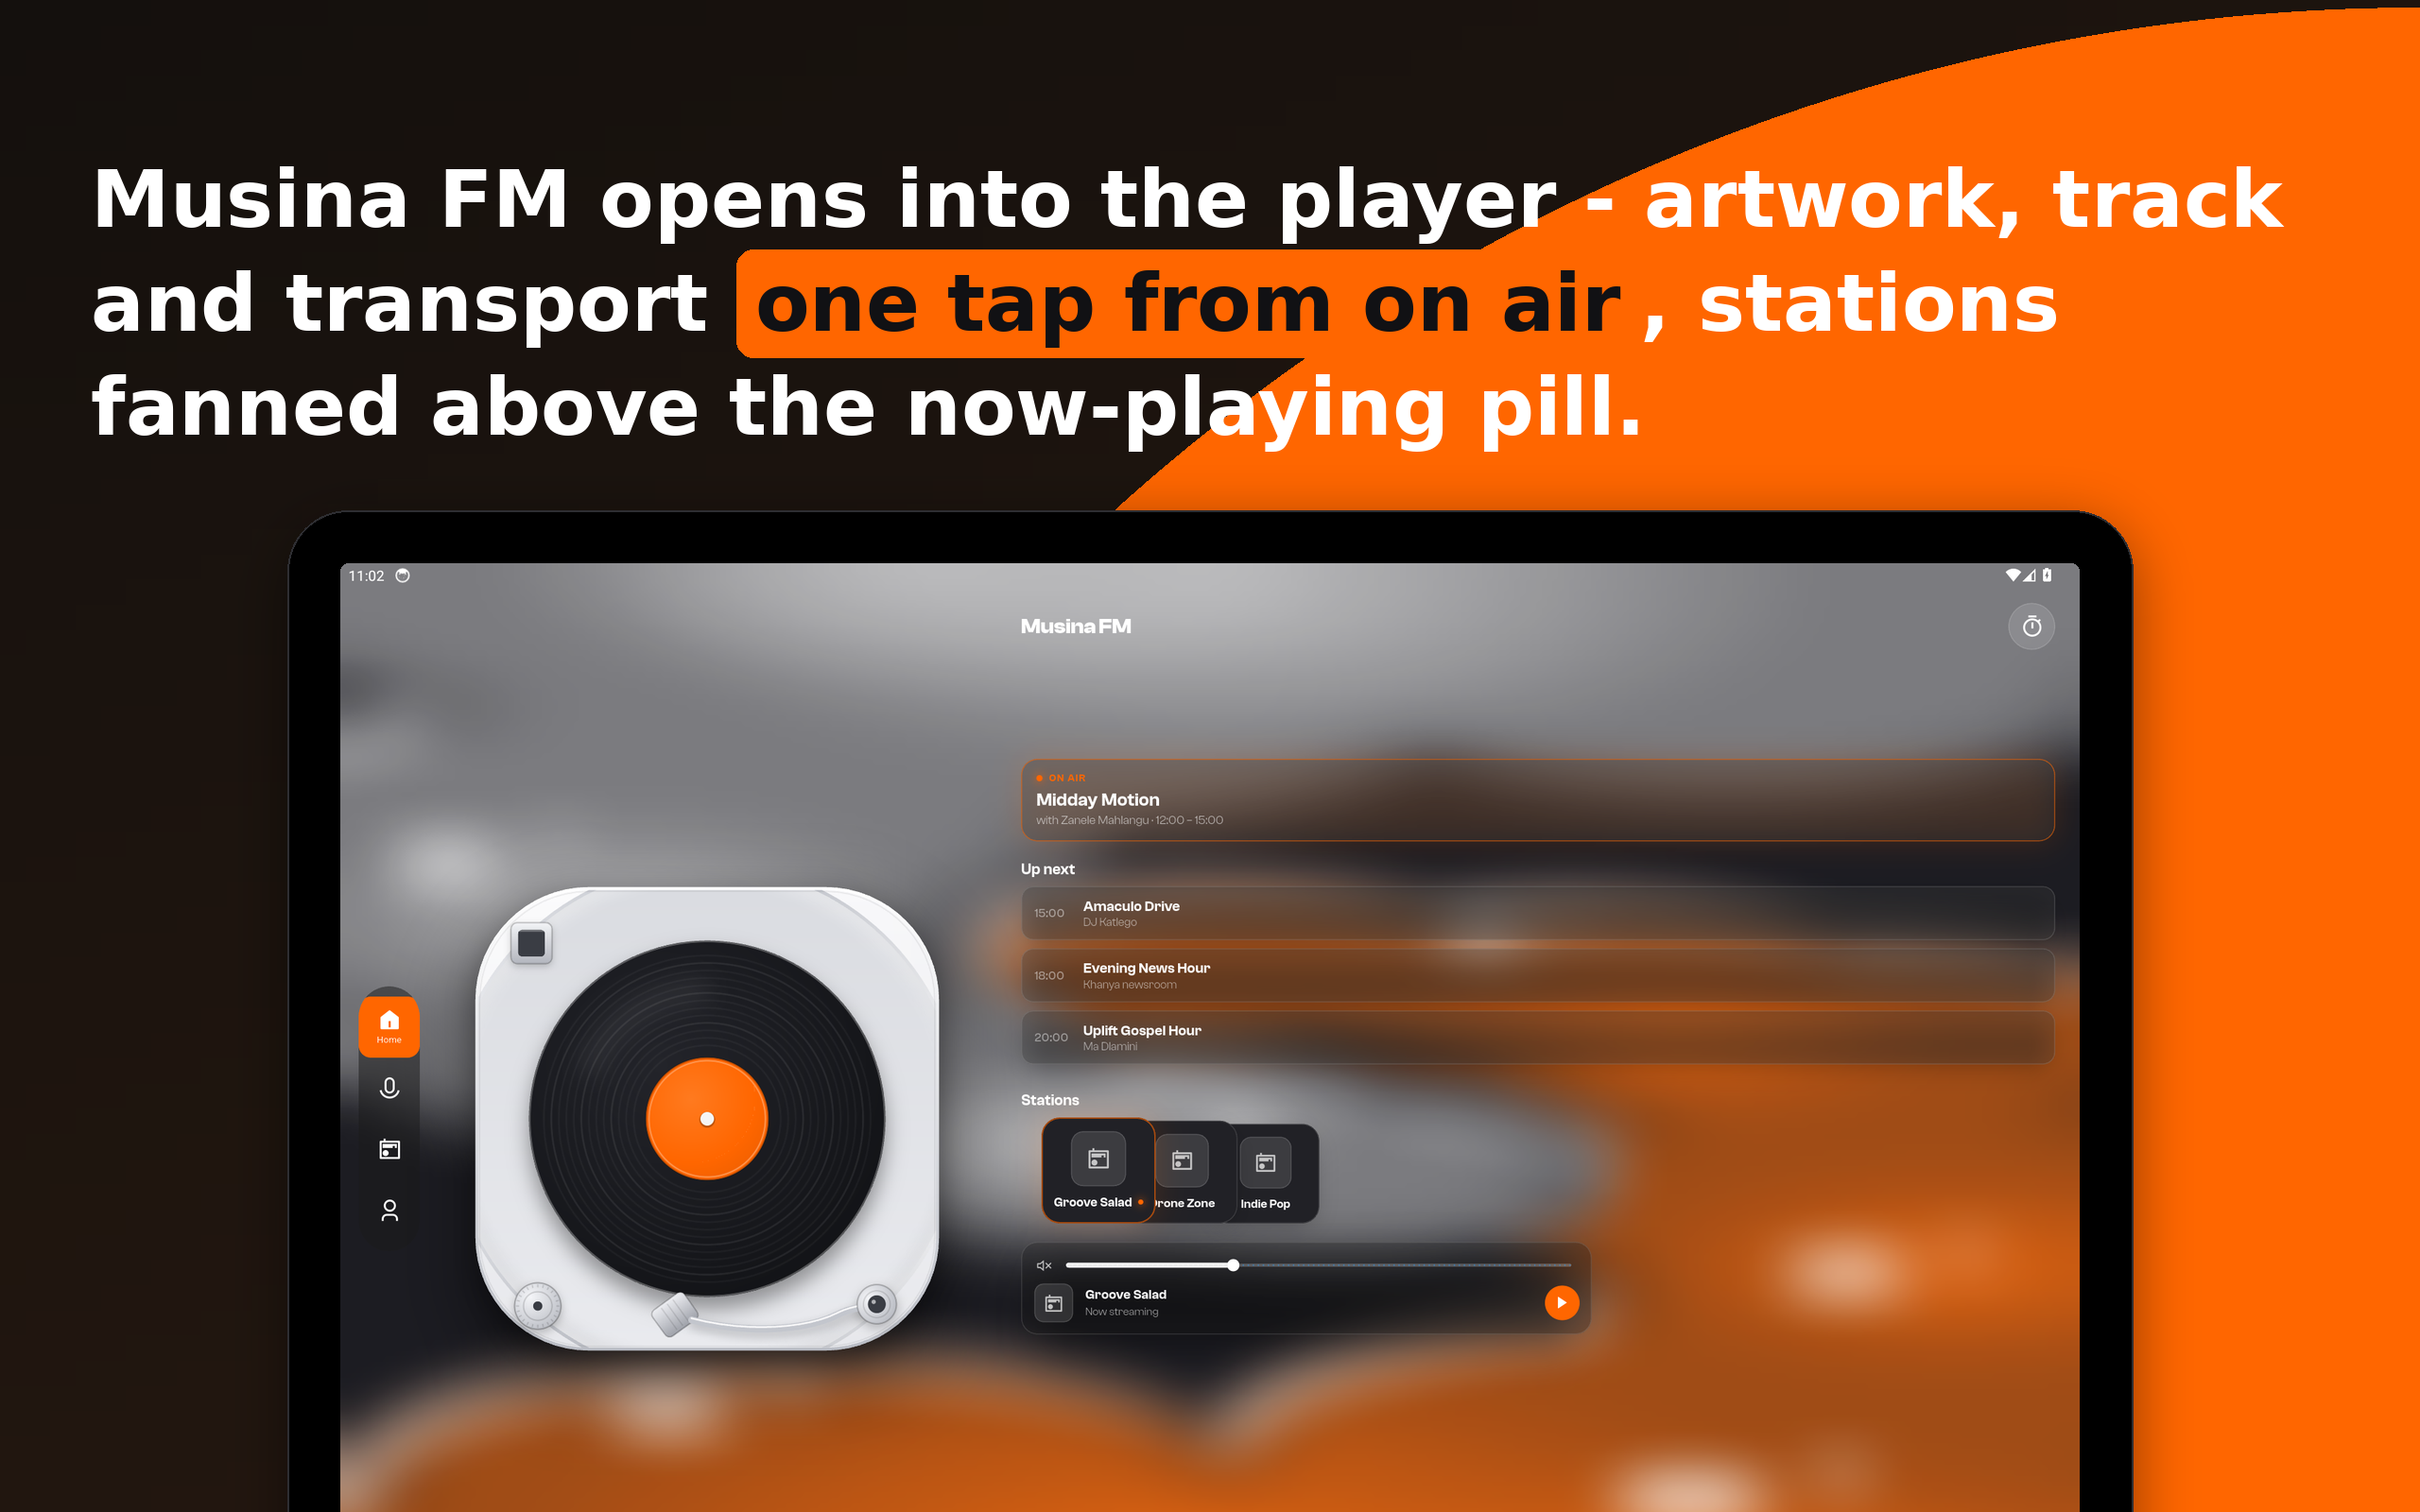 Musina FM opens into the player - artwork, track
and transport one tap from on air, stations
fanned above the now-playing pill.
11:02
Musina FM
ON AIR
Midday Motion
with Zanele Mahlangu · 12:00 – 15:00
Up next
15:00
Amaculo Drive
DJ Katlego
18:00
Evening News Hour
Khanya newsroom
20:00
Uplift Gospel Hour
Ma Dlamini
Home
Stations
Groove Salad
rone Zone
Indie Pop
Groove Salad
Now streaming